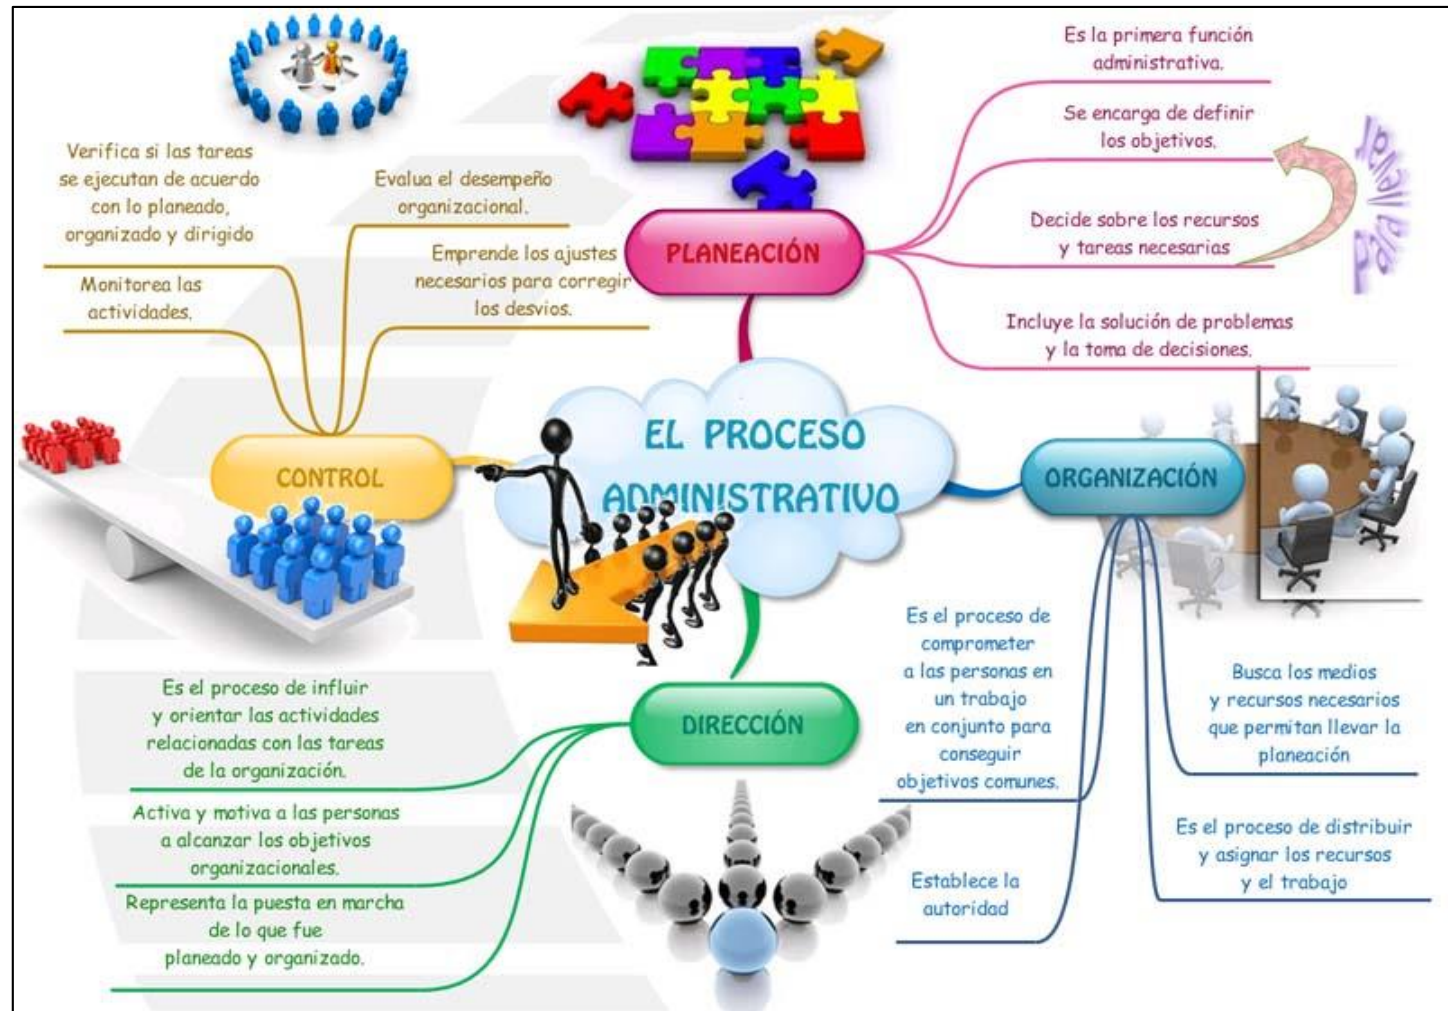 EL PROCESO
ADMINISTRATIVO
PLANEACIÓN
Es la primera función
administrativa.
Se encarga de definir
los objetivos.
Decide sobre los recursos
y tareas necesarias
Para llevar
Incluye la solución de problemas
y la toma de decisiones.
ORGANIZACIÓN
Es el proceso de
comprometer
a las personas en
un trabajo
en conjunto para
conseguir
objetivos comunes.
Busca los medios
y recursos necesarios
que permitan llevar la
planeación
Es el proceso de distribuir
y asignar los recursos
y el trabajo
Establece la
autoridad
DIRECCIÓN
Es el proceso de influir
y orientar las actividades
relacionadas con las tareas
de la organización.
Activa y motiva a las personas
a alcanzar los objetivos
organizacionales.
Representa la puesta en marcha
de lo que fue
planeado y organizado.
CONTROL
Verifica si las tareas
se ejecutan de acuerdo
con lo planeado,
organizado y dirigido
Monitorea las
actividades.
Evalua el desempeño
organizacional.
Emprende los ajustes
necesarios para corregir
los desvios.